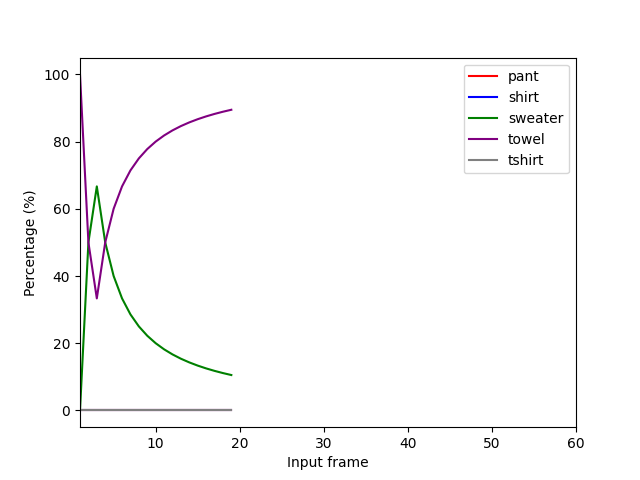 100
80
60
40
20
0
Percentage (%)
10 20 30 40 50 60
Input frame
pant
shirt
sweater
towel
tshirt